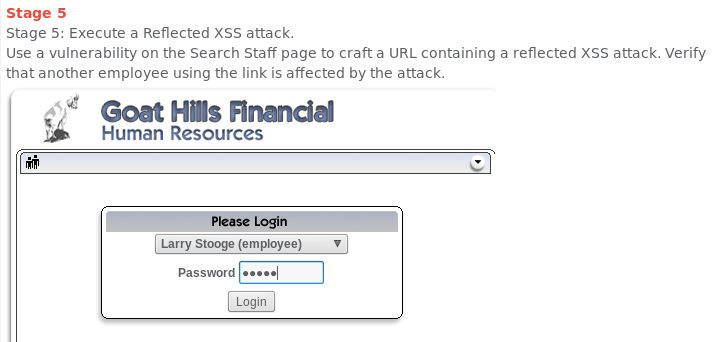 Stage 5
Stage 5: Execute a Reflected XSS attack.
Use a vulnerability on the Search Staff page to craft a URL containing a reflected XSS attack. Verify
that another employee using the link is affected by the attack.
Goat Hills Financial
Human Resources
Please Login
Larry Stooge (employee)
Password
Login